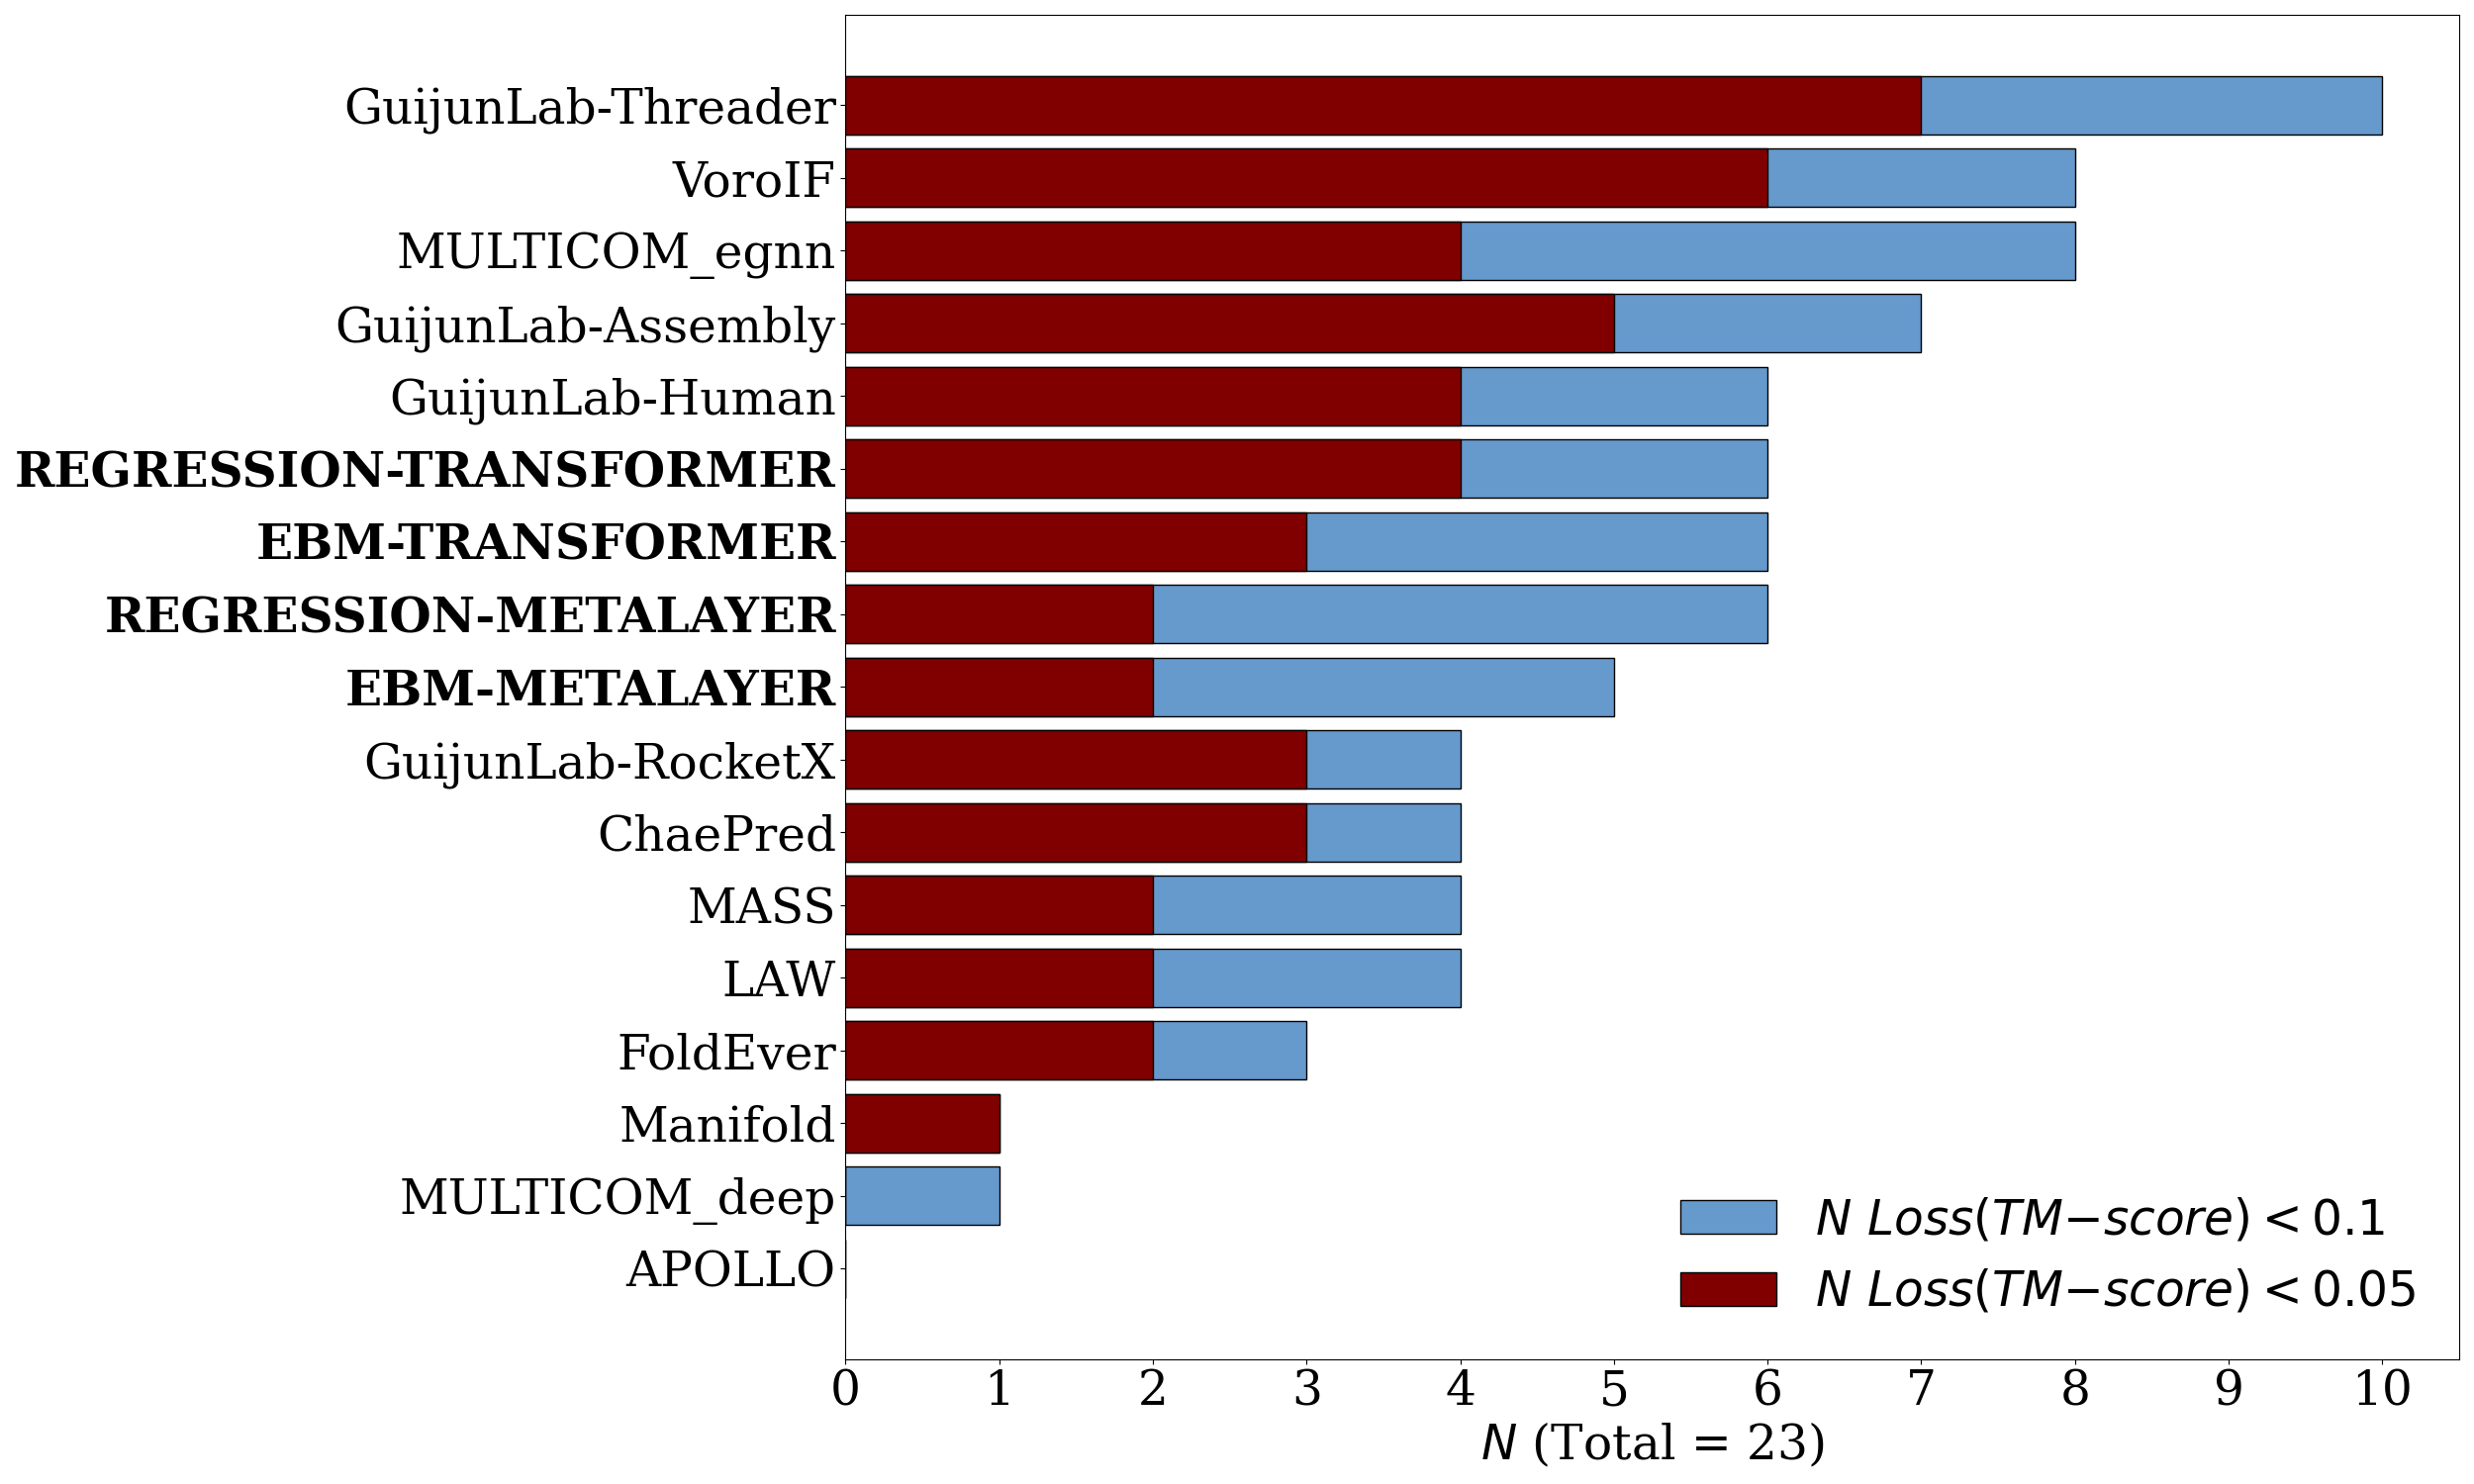 GuijunLab-Threader
VoroIF
MULTICOM_egnn
GuijunLab-Assembly
GuijunLab-Human
REGRESSION-TRANSFORMER
EBM-TRANSFORMER
REGRESSION-METALAYER
EBM-METALAYER
GuijunLab-RocketX
ChaePred
MASS
LAW
FoldEver
Manifold
MULTICOM_deep
APOLLO
N Loss(TM−score) < 0.1
N Loss(TM−score) < 0.05
0 1 2 3 4 5 6 7 8 9 10
N (Total = 23)